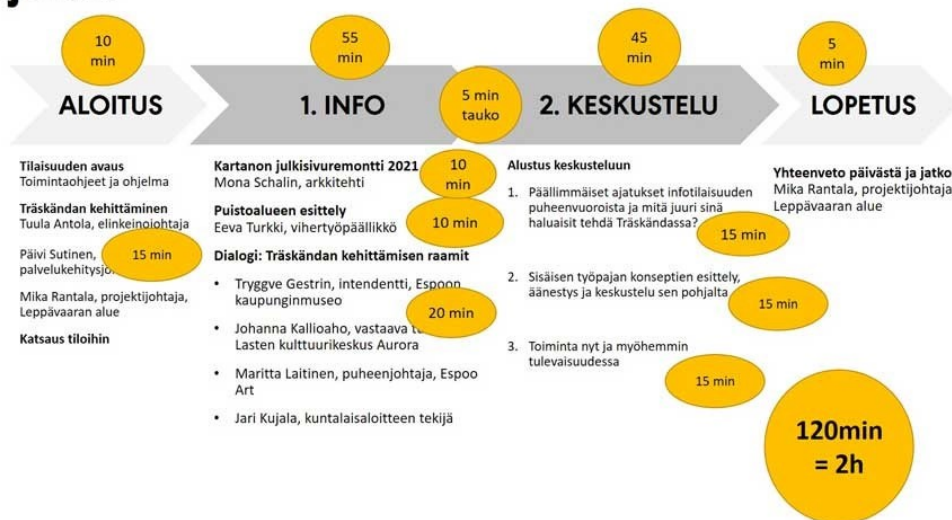 10
min
55
min
45
min
5
min
ALOITUS
1. INFO
5 min
tauko
2. KESKUSTELU
LOPETUS
Tilaisuuden avaus
Toimintaohjeet ja ohjelma
Träskändan kehittäminen
Tuula Antola, elinkeinojohtaja
Päivi Sutinen,
15 min
Mika Rantala, projektijohtaja,
Leppävaaran alue
Katsaus tiloihin
Kartanon julkisivuremontti 2021
Mona Schalin, arkkitehti
10
min
Puistoalueen esittely
Eeva Turkki, vihertyöpäällikkö
10 min
Dialogi: Träskändan kehittämisen raamit
• Tryggve Gestrin, intendentti, Espoon
kaupunginmuseo
20 min
• Johanna Kallioaho, vastaava
Lasten kulttuurikeskus Aurora
• Maritta Laitinen, puheenjohtaja, Espoo
Art
• Jari Kujala, kuntalaisaloitteen tekijä
Alustus keskusteluun
1. Päällimmäiset ajatukset infotilaisuuden
puheenvuoroista ja mitä juuri sinä
haluaisit tehdä Träskändassa?
15 min
2. Sisäisen työpajan konseptien esittely,
äänestys ja keskustelu sen pohjalta
15 min
3. Toiminta nyt ja myöhemmin
tulevaisuudessa
15 min
Yhteenveto päivästä ja jatko
Mika Rantala, projektijohtaja
Leppävaaran alue
120min
= 2h